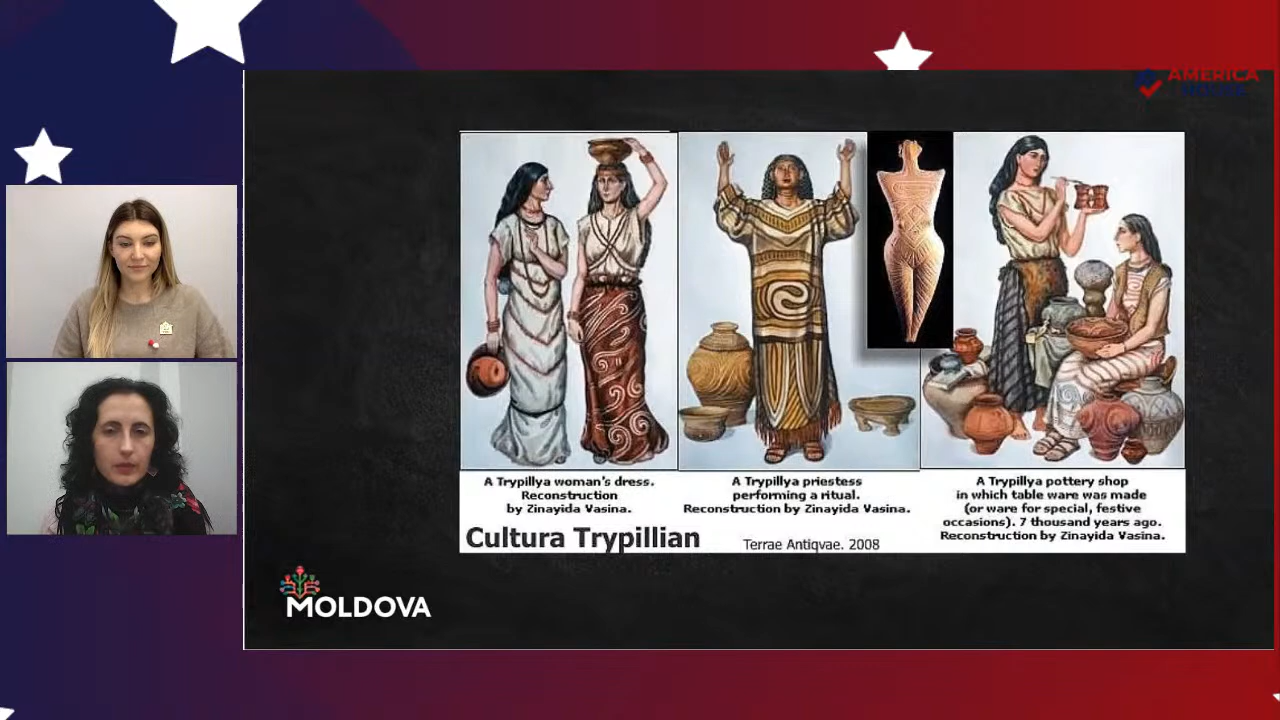 AMERICA
HOUSE
A Trypillya woman's dress.
Reconstruction
by Zinayida Vasina.
A Trypillya priestess
performing a ritual.
Reconstruction by Zinayida Vasina.
A Trypillya pottery shop
in which table ware was made
(or ware for special, festive
occasions). 7 thousand years ago.
Reconstruction by Zinayida Vasina.
Cultura Trypillian
Terrae Antiqvae. 2008
MOLDOVA